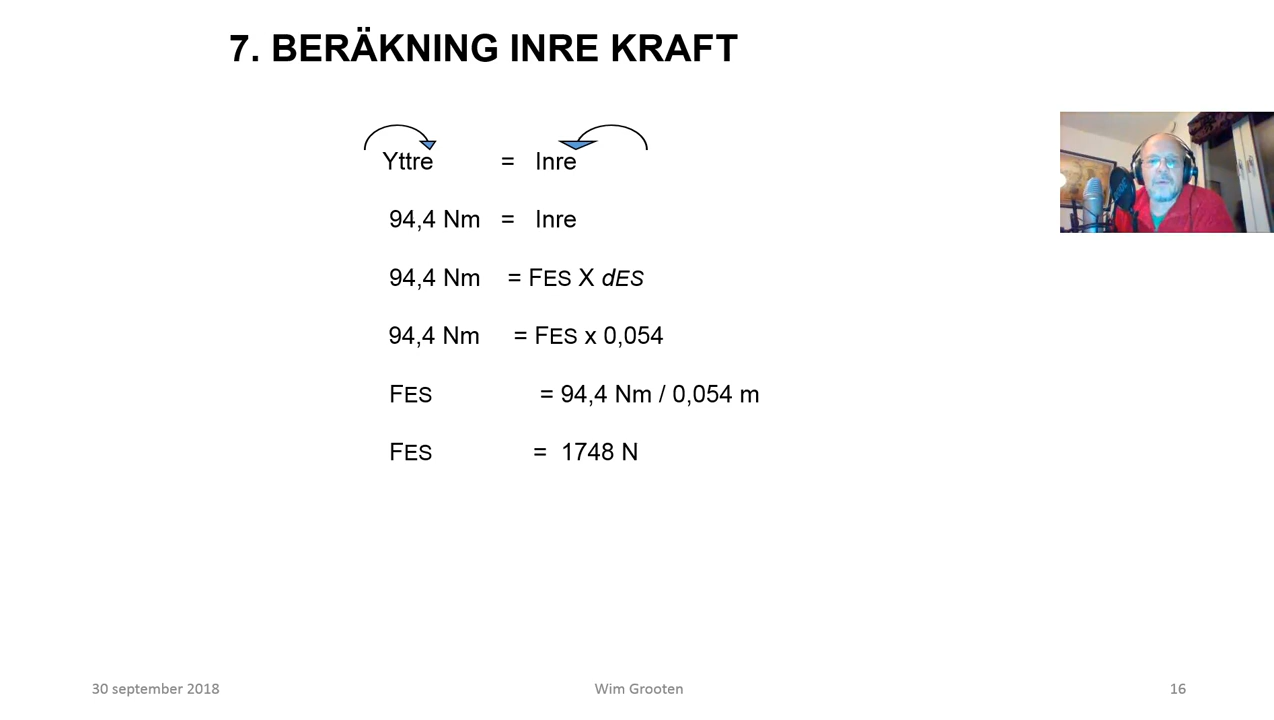 7. BERÄKNING INRE KRAFT
Yttre = Inre
94,4 Nm = Inre
94,4 Nm = FES X dES
94,4 Nm = FES x 0,054
FES = 94,4 Nm / 0,054 m
FES = 1748 N
30 september 2018 Wim Grooten 16